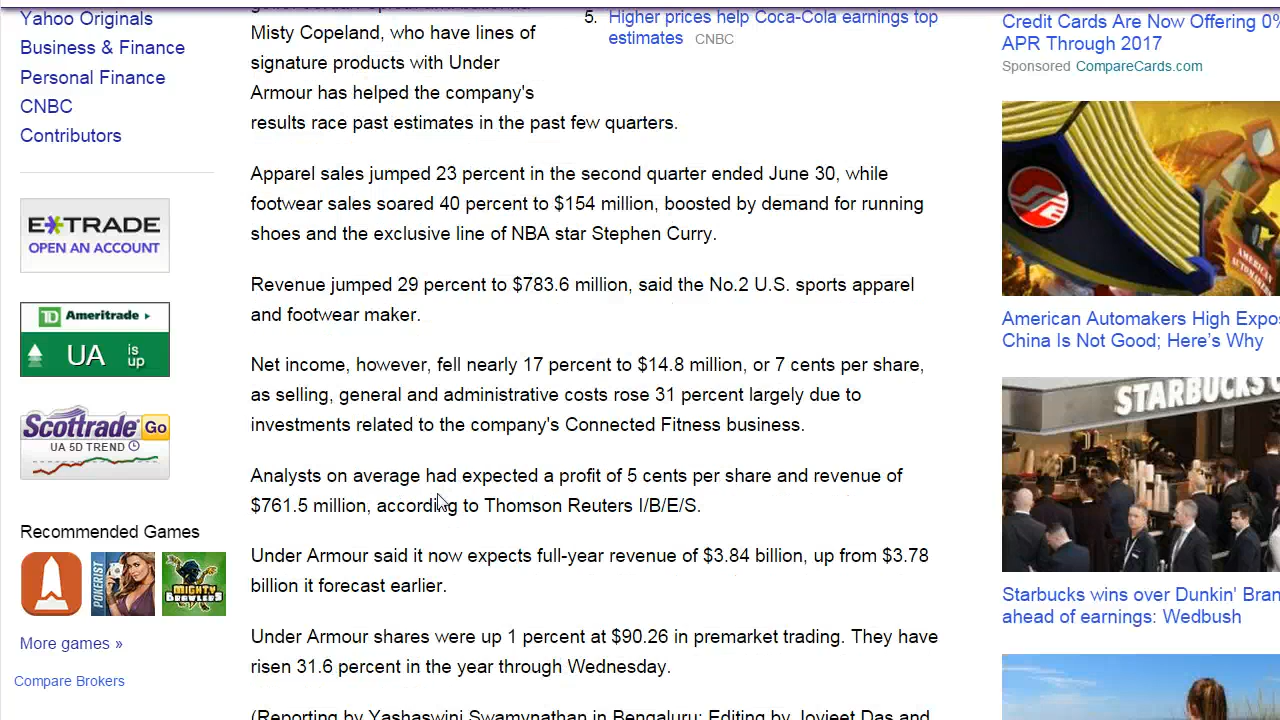 Yahoo Originals
Business & Finance
Personal Finance
CNBC
Contributors
E*TRADE
OPEN AN ACCOUNT
TD Ameritrade
UA is up
Scottrade Go
UA 5D TREND
Recommended Games
POKERIST
MIGHTY
BRAWLERS
More games »
Compare Brokers
Misty Copeland, who have lines of
signature products with Under
Armour has helped the company's
results race past estimates in the past few quarters.
Apparel sales jumped 23 percent in the second quarter ended June 30, while
footwear sales soared 40 percent to $154 million, boosted by demand for running
shoes and the exclusive line of NBA star Stephen Curry.
Revenue jumped 29 percent to $783.6 million, said the No.2 U.S. sports apparel
and footwear maker.
Net income, however, fell nearly 17 percent to $14.8 million, or 7 cents per share,
as selling, general and administrative costs rose 31 percent largely due to
investments related to the company's Connected Fitness business.
Analysts on average had expected a profit of 5 cents per share and revenue of
$761.5 million, according to Thomson Reuters I/B/E/S.
Under Armour said it now expects full-year revenue of $3.84 billion, up from $3.78
billion it forecast earlier.
Under Armour shares were up 1 percent at $90.26 in premarket trading. They have
risen 31.6 percent in the year through Wednesday.
(Reporting by Yashaswini Swamynathan in Bengaluru; Editing by Joyjeet Das and
5. Higher prices help Coca-Cola earnings top
estimates CNBC
Credit Cards Are Now Offering 0%
APR Through 2017
Sponsored CompareCards.com
AMERICAN
American Automakers High Expo
China Is Not Good; Here's Why
STARBUCKS
Starbucks wins over Dunkin' Bran
ahead of earnings: Wedbush